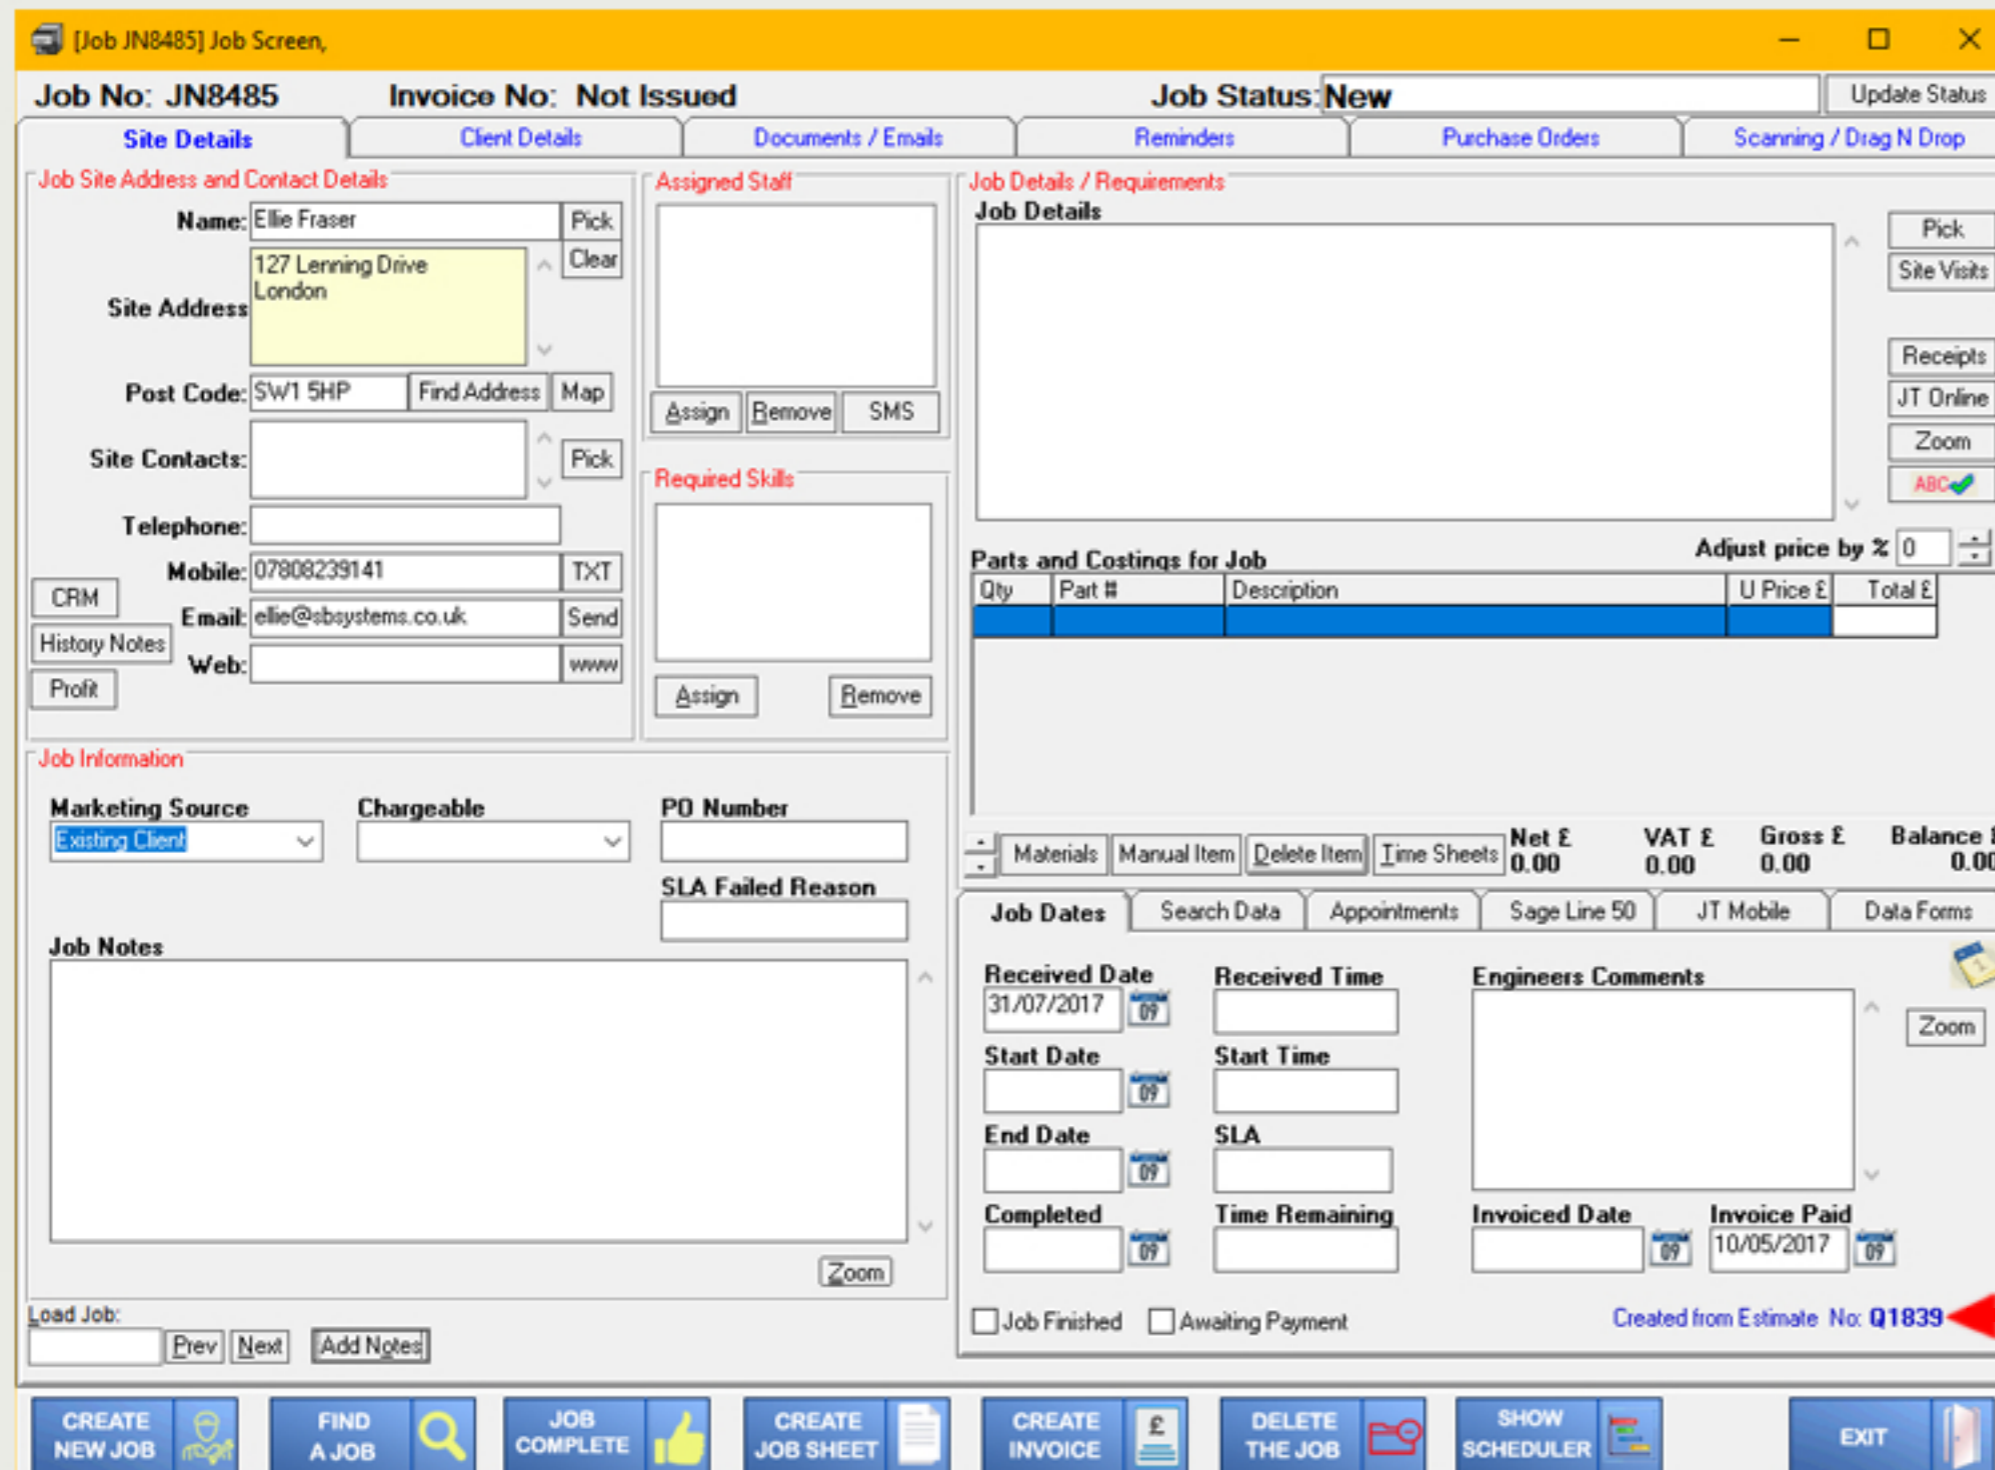 [Job JN8485] Job Screen,
Job No: JN8485 Invoice No: Not Issued Job Status: New Update Status
Site Details Client Details Documents / Emails Reminders Purchase Orders Scanning / Drag N Drop
Job Site Address and Contact Details
Name: Ellie Fraser Pick
Clear
Site Address
127 Lenning Drive
London
Post Code: SW1 5HP Find Address Map
Site Contacts: Pick
Telephone:
Mobile: 07808239141 TXT
CRM
Email: ellie@sbsystems.co.uk Send
History Notes
Web: www
Profit
Assigned Staff
Assign Remove SMS
Required Skills
Assign Remove
Job Details / Requirements
Job Details
Pick
Site Visits
Receipts
JT Online
Zoom
ABC
Adjust price by % 0
Parts and Costings for Job
Qty Part # Description U Price £ Total £
Materials Manual Item Delete Item Time Sheets
Net £ VAT £ Gross £ Balance £
0.00 0.00 0.00 0.00
Job Information
Marketing Source Chargeable PO Number
Existing Client
SLA Failed Reason
Job Notes
Zoom
Load Job:
Prev Next Add Notes
Job Dates Search Data Appointments Sage Line 50 JT Mobile Data Forms
Received Date Received Time Engineers Comments
31/07/2017 09
Zoom
Start Date Start Time
09
End Date SLA
09
Completed Time Remaining Invoiced Date Invoice Paid
09 09 10/05/2017 09
Job Finished Awaiting Payment Created from Estimate No: Q1839
CREATE
NEW JOB
FIND
A JOB
JOB
COMPLETE
CREATE
JOB SHEET
CREATE
INVOICE
£
DELETE
THE JOB
SHOW
SCHEDULER
EXIT